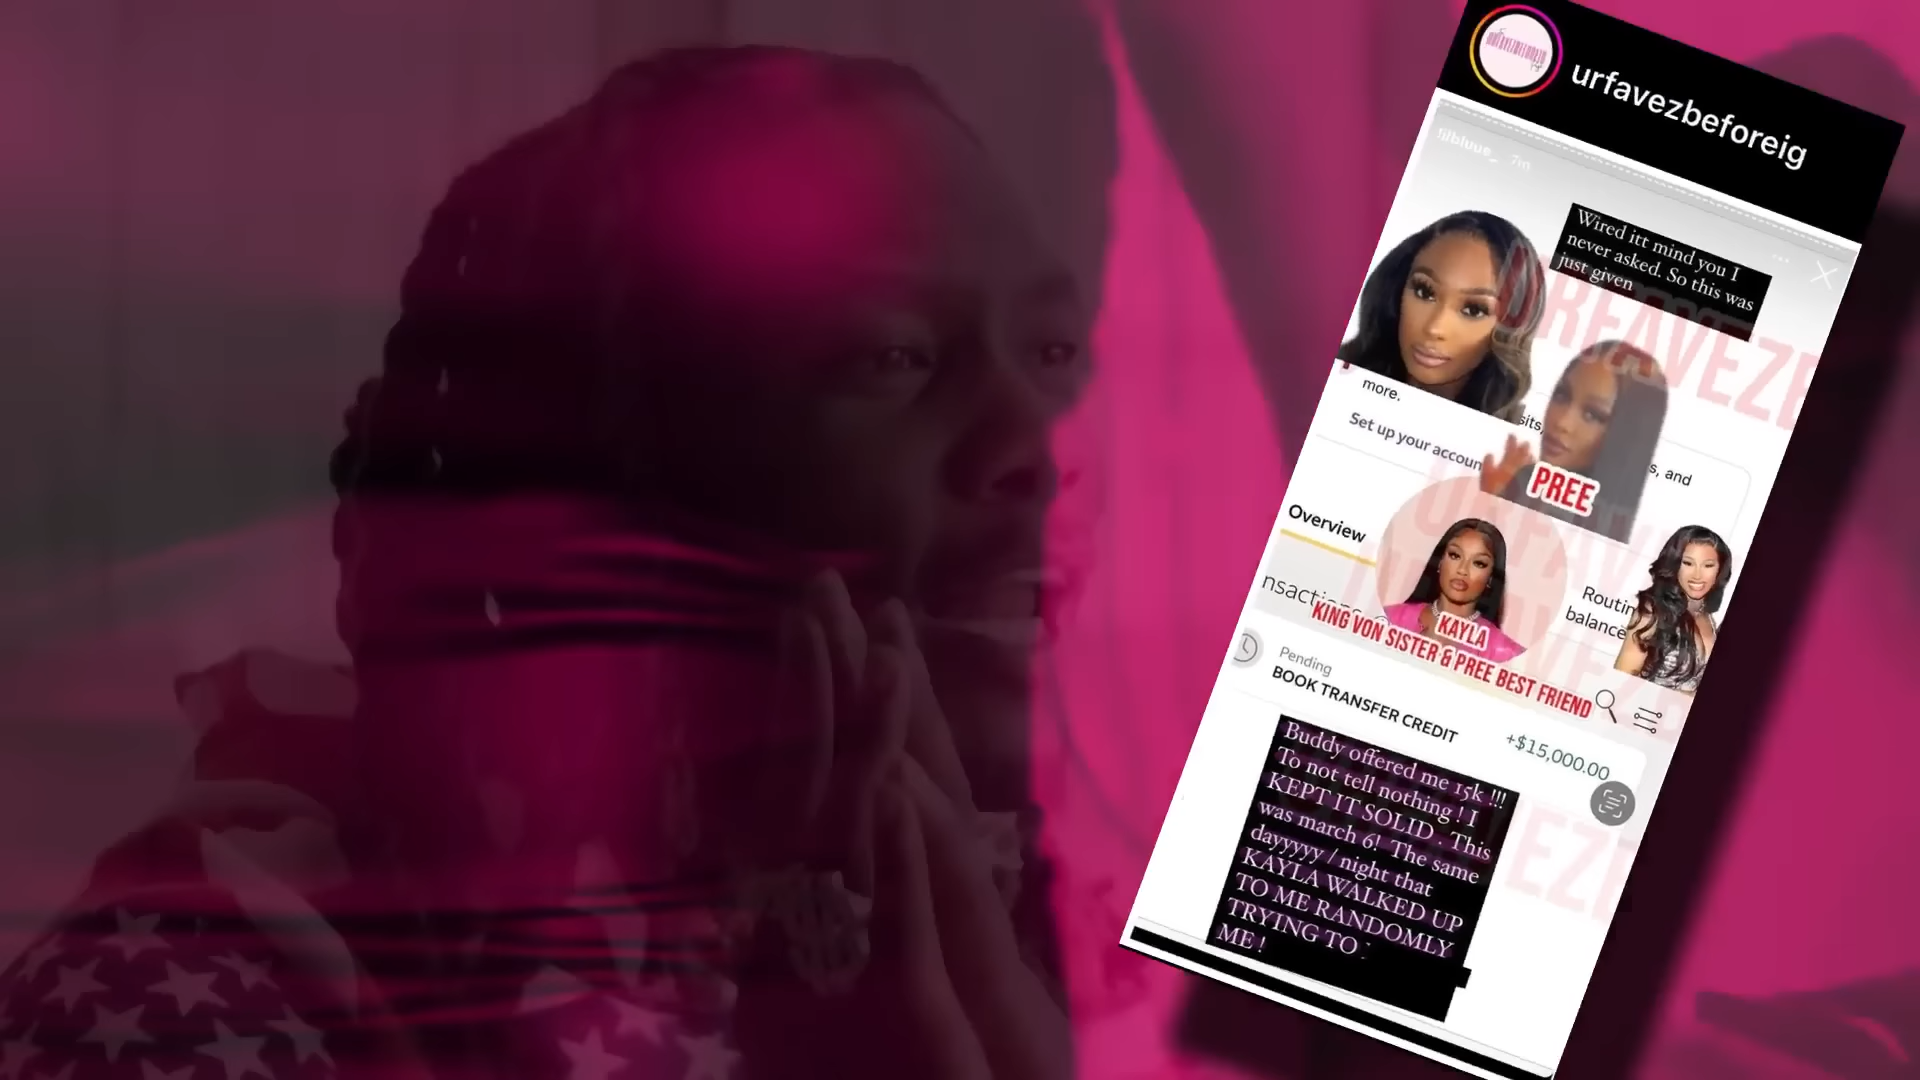 urfavezbeforeig
Wired itt mind you I
never asked. So this was
just given
more.
Set up your accoun
s, and
PREE
Overview
Routin
balance
KAYLA
KING VON SISTER & PREE BEST FRIEND
Pending
BOOK TRANSFER CREDIT
+$15,000.00
Buddy offered me 15k !!!
To not tell nothing ! I
KEPT IT SOLID . This
was march 6! The same
dayyyyy / night that
KAYLA WALKED UP
TO ME RANDOMLY
TRYING TO
ME !